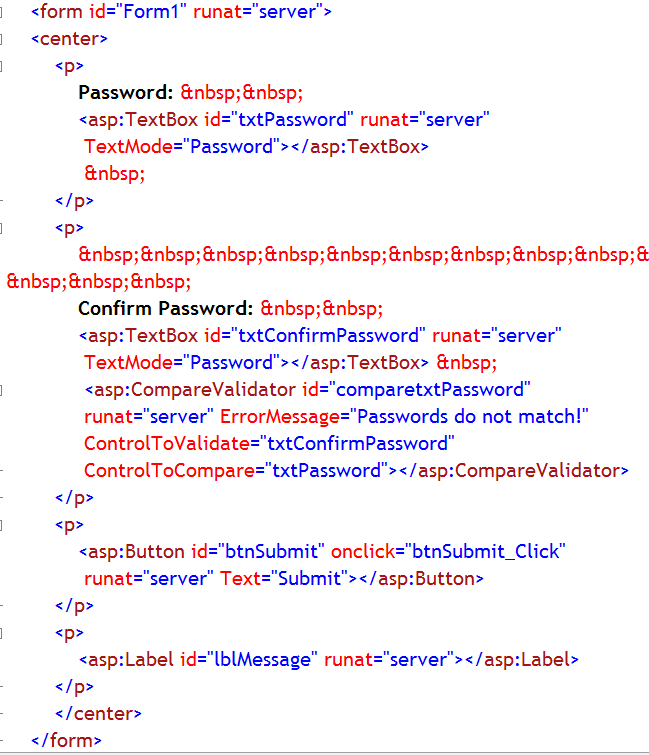 <form id="Form1" runat="server">
<center>
<p>
Password: &nbsp;&nbsp;
<asp:TextBox id="txtPassword" runat="server"
TextMode="Password"></asp:TextBox>
&nbsp;
</p>
<p>
&nbsp;&nbsp;&nbsp;&nbsp;&nbsp;&nbsp;&nbsp;&nbsp;&nbsp;&
&nbsp;&nbsp;&nbsp;
Confirm Password: &nbsp;&nbsp;
<asp:TextBox id="txtConfirmPassword" runat="server"
TextMode="Password"></asp:TextBox> &nbsp;
<asp:CompareValidator id="comparetxtPassword"
runat="server" ErrorMessage="Passwords do not match!"
ControlToValidate="txtConfirmPassword"
ControlToCompare="txtPassword"></asp:CompareValidator>
</p>
<p>
<asp:Button id="btnSubmit" onclick="btnSubmit_Click"
runat="server" Text="Submit"></asp:Button>
</p>
<p>
<asp:Label id="lblMessage" runat="server"></asp:Label>
</p>
</center>
</form>